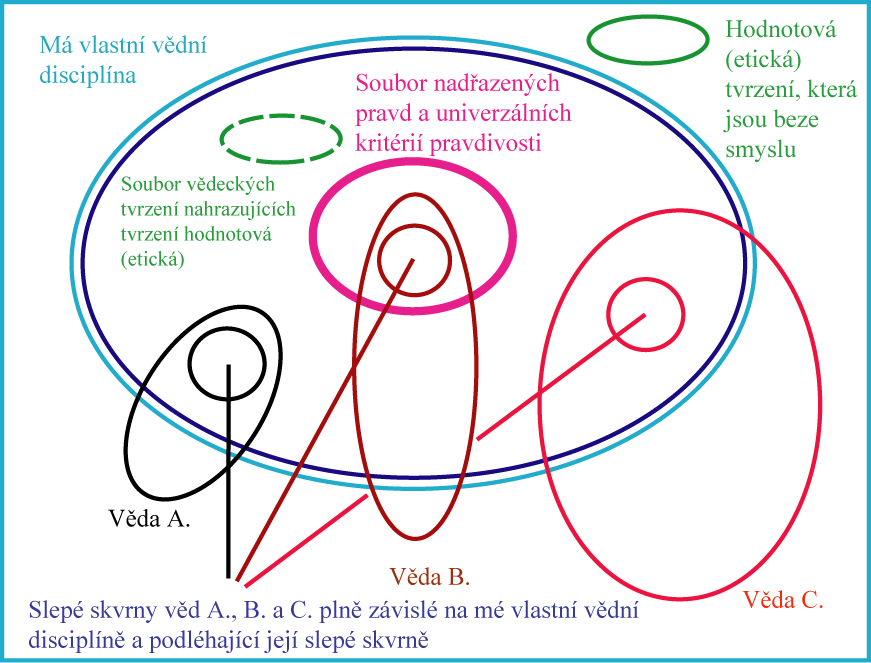 Má vlastní vědní
disciplína
Hodnotová
(etická)
tvrzení, která
jsou beze
smyslu
Soubor nadřazených
pravd a univerzálních
kritérií pravdivosti
Soubor vědeckých
tvrzení nahrazujících
tvrzení hodnotová
(etická)
Věda A.
Věda B.
Věda C.
Slepé skvrny věd A., B. a C. plně závislé na mé vlastní vědní
disciplíně a podléhající její slepé skvrně